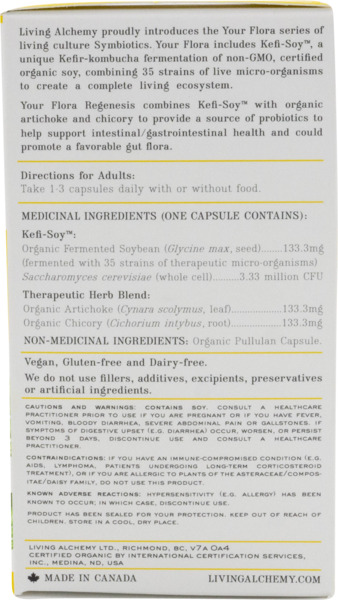 Living Alchemy proudly introduces the Your Flora series of
living culture Symbiotics. Your Flora includes Kefi-Soy™, a
unique Kefir-kombucha fermentation of non-GMO, certified
organic soy, combining 35 strains of live micro-organisms
to create a complete living ecosystem.
Your Flora Regenesis combines Kefi-Soy™ with organic
artichoke and chicory to provide a source of probiotics to
help support intestinal/gastrointestinal health and could
promote a favorable gut flora.
Directions for Adults:
Take 1-3 capsules daily with or without food.
MEDICINAL INGREDIENTS (ONE CAPSULE CONTAINS):
Kefi-Soy™:
Organic Fermented Soybean (Glycine max, seed).......133.3mg
(fermented with 35 strains of therapeutic micro-organisms)
Saccharomyces cerevisiae (whole cell).........3.33 million CFU
Therapeutic Herb Blend:
Organic Artichoke (Cynara scolymus, leaf)..................133.3mg
Organic Chicory (Cichorium intybus, root)..................133.3mg
NON-MEDICINAL INGREDIENTS: Organic Pullulan Capsule.
Vegan, Gluten-free and Dairy-free.
We do not use fillers, additives, excipients, preservatives
or artificial ingredients.
CAUTIONS AND WARNINGS: CONTAINS SOY. CONSULT A HEALTHCARE
PRACTITIONER PRIOR TO USE IF YOU ARE PREGNANT OR IF YOU HAVE FEVER,
VOMITING, BLOODY DIARRHEA, SEVERE ABDOMINAL PAIN OR GALLSTONES. IF
SYMPTOMS OF DIGESTIVE UPSET (E.G. DIARRHEA) OCCUR, WORSEN, OR PERSIST
BEYOND 3 DAYS, DISCONTINUE USE AND CONSULT A HEALTHCARE
PRACTITIONER.
CONTRAINDICATIONS: IF YOU HAVE AN IMMUNE-COMPROMISED CONDITION (E.G.
AIDS, LYMPHOMA, PATIENTS UNDERGOING LONG-TERM CORTICOSTEROID
TREATMENT), OR IF YOU ARE ALLERGIC TO PLANTS OF THE ASTERACEAE/COMPOS-
ITAE/DAISY FAMILY, DO NOT USE THIS PRODUCT.
KNOWN ADVERSE REACTIONS: HYPERSENSITIVITY (E.G. ALLERGY) HAS BEEN
KNOWN TO OCCUR; IN WHICH CASE, DISCONTINUE USE.
PRODUCT HAS BEEN SEALED FOR YOUR PROTECTION. KEEP OUT OF REACH OF
CHILDREN. STORE IN A COOL, DRY PLACE.
LIVING ALCHEMY LTD., RICHMOND, BC, V7A 0A4
CERTIFIED ORGANIC BY INTERNATIONAL CERTIFICATION SERVICES,
INC., MEDINA, ND, USA
MADE IN CANADA LIVINGALCHEMY.COM